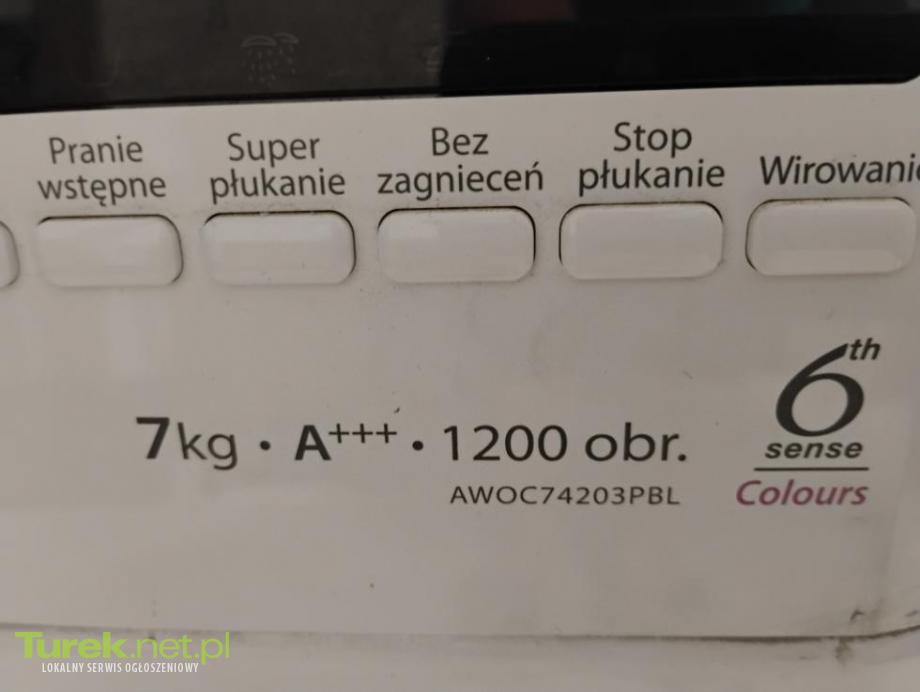 Pranie wstępne
Super płukanie
Bez zagnieceń
Stop płukanie
Wirowanie
7kg · A+++ · 1200 obr.
AWOC74203PBL
6th
sense
Colours
Turek.net.pl
LOKALNY SERWIS OGŁOSZENIOWY